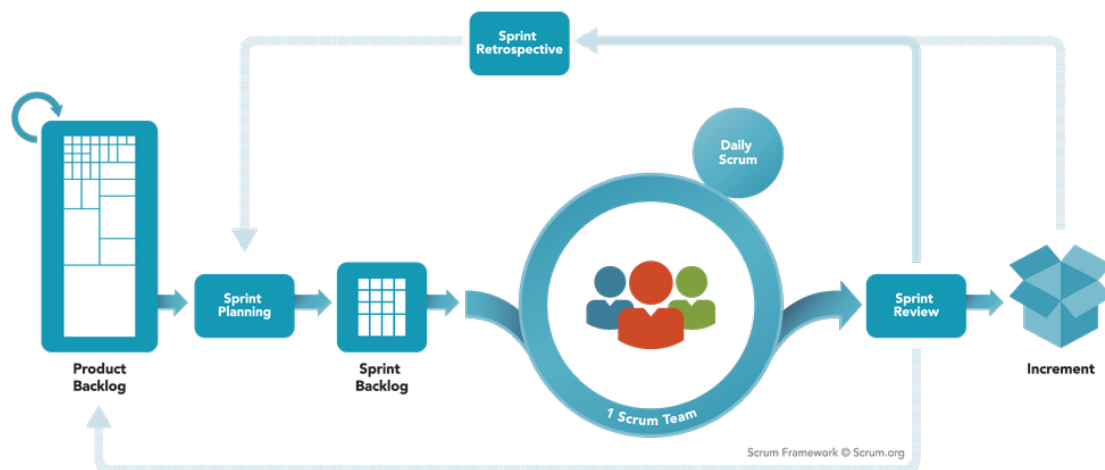 Sprint
Retrospective
Daily
Scrum
Sprint
Planning
Sprint
Review
Product
Backlog
Sprint
Backlog
Increment
1 Scrum Team
Scrum Framework © Scrum.org